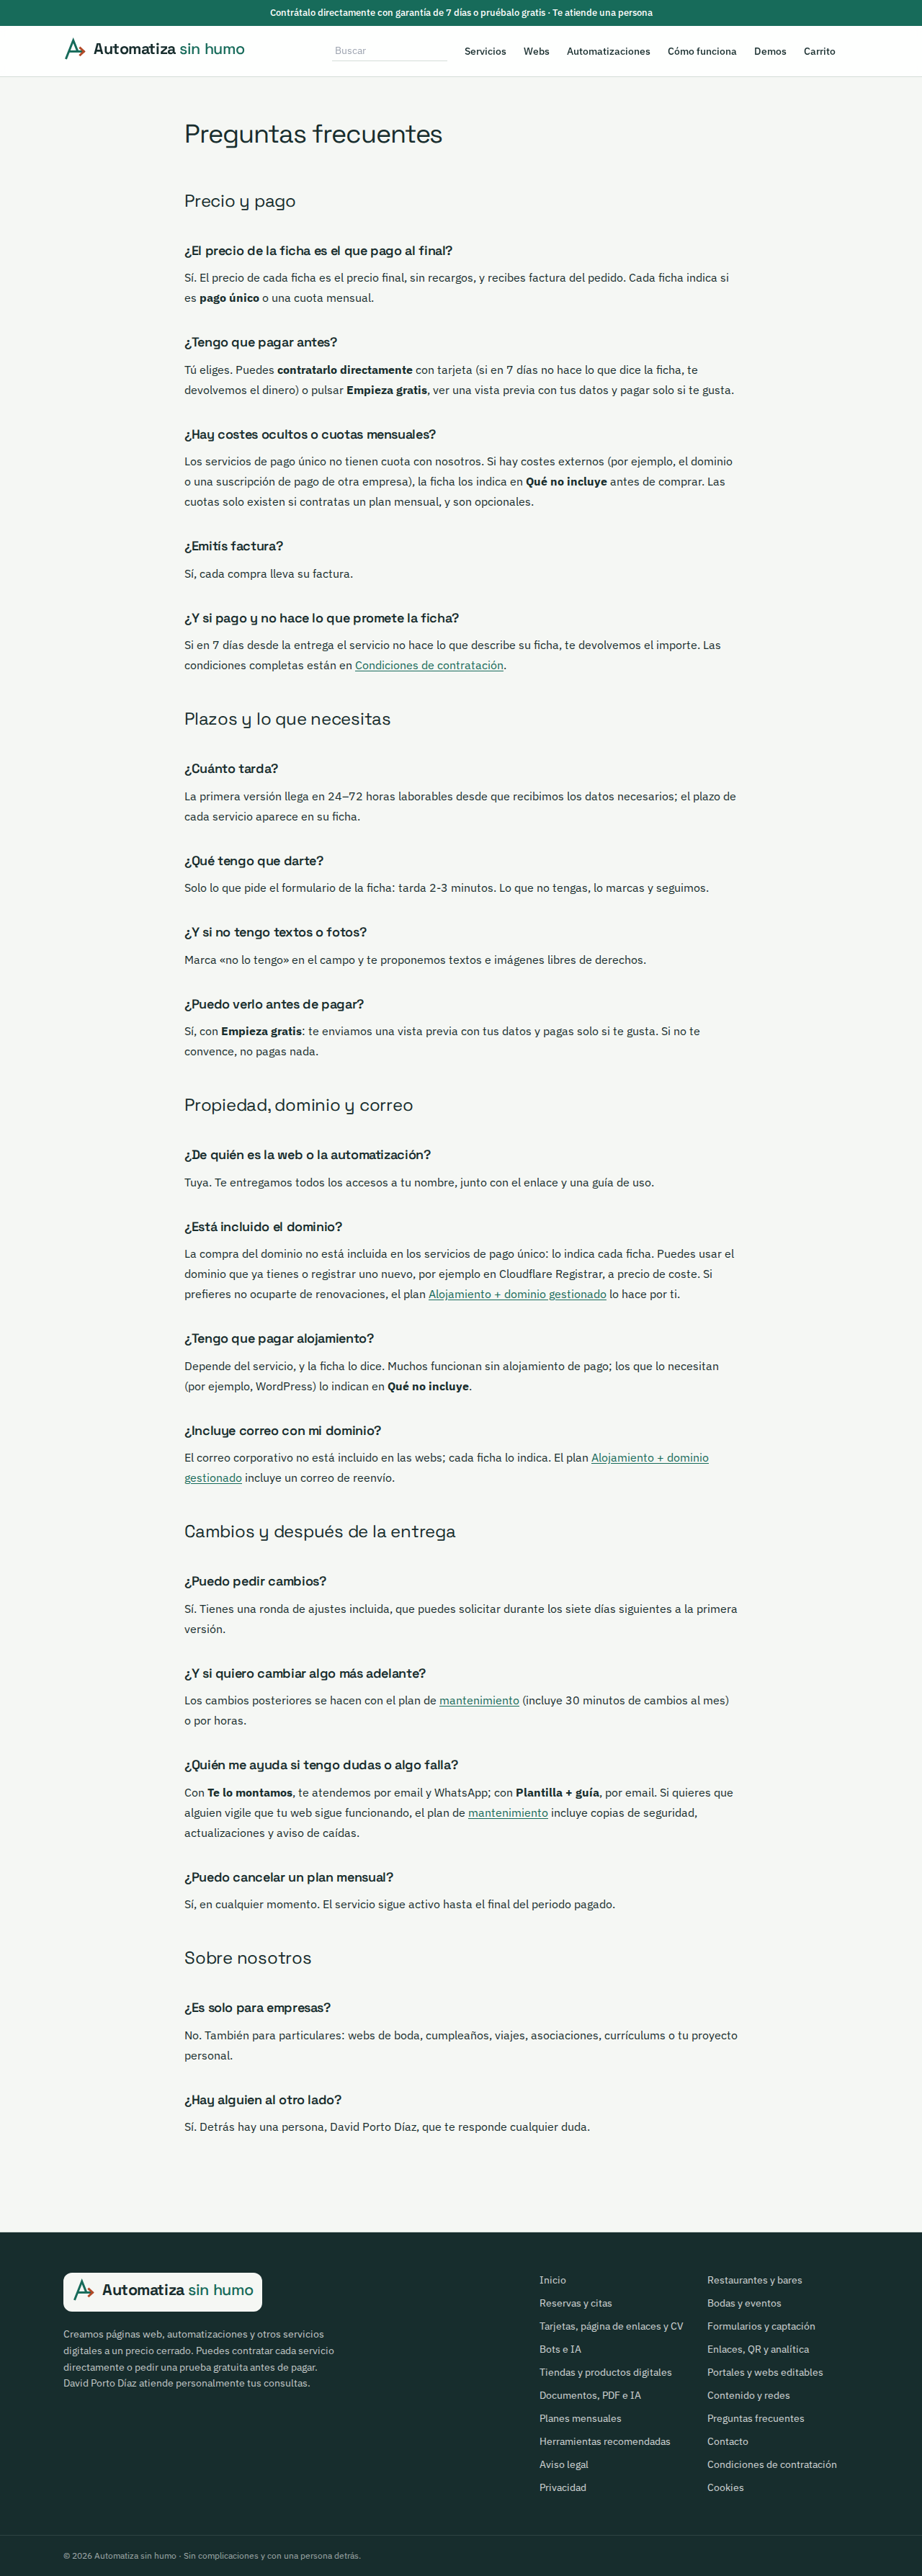 Contrátalo directamente con garantía de 7 días o pruébalo gratis · Te atiende una persona
Automatiza sin humo
Buscar
Servicios
Webs
Automatizaciones
Cómo funciona
Demos
Carrito
Preguntas frecuentes
Precio y pago
¿El precio de la ficha es el que pago al final?
Sí. El precio de cada ficha es el precio final, sin recargos, y recibes factura del pedido. Cada ficha indica si
es pago único o una cuota mensual.
¿Tengo que pagar antes?
Tú eliges. Puedes contratarlo directamente con tarjeta (si en 7 días no hace lo que dice la ficha, te
devolvemos el dinero) o pulsar Empieza gratis, ver una vista previa con tus datos y pagar solo si te gusta.
¿Hay costes ocultos o cuotas mensuales?
Los servicios de pago único no tienen cuota con nosotros. Si hay costes externos (por ejemplo, el dominio
o una suscripción de pago de otra empresa), la ficha los indica en Qué no incluye antes de comprar. Las
cuotas solo existen si contratas un plan mensual, y son opcionales.
¿Emitís factura?
Sí, cada compra lleva su factura.
¿Y si pago y no hace lo que promete la ficha?
Si en 7 días desde la entrega el servicio no hace lo que describe su ficha, te devolvemos el importe. Las
condiciones completas están en Condiciones de contratación.
Plazos y lo que necesitas
¿Cuánto tarda?
La primera versión llega en 24–72 horas laborables desde que recibimos los datos necesarios; el plazo de
cada servicio aparece en su ficha.
¿Qué tengo que darte?
Solo lo que pide el formulario de la ficha: tarda 2-3 minutos. Lo que no tengas, lo marcas y seguimos.
¿Y si no tengo textos o fotos?
Marca «no lo tengo» en el campo y te proponemos textos e imágenes libres de derechos.
¿Puedo verlo antes de pagar?
Sí, con Empieza gratis: te enviamos una vista previa con tus datos y pagas solo si te gusta. Si no te
convence, no pagas nada.
Propiedad, dominio y correo
¿De quién es la web o la automatización?
Tuya. Te entregamos todos los accesos a tu nombre, junto con el enlace y una guía de uso.
¿Está incluido el dominio?
La compra del dominio no está incluida en los servicios de pago único: lo indica cada ficha. Puedes usar el
dominio que ya tienes o registrar uno nuevo, por ejemplo en Cloudflare Registrar, a precio de coste. Si
prefieres no ocuparte de renovaciones, el plan Alojamiento + dominio gestionado lo hace por ti.
¿Tengo que pagar alojamiento?
Depende del servicio, y la ficha lo dice. Muchos funcionan sin alojamiento de pago; los que lo necesitan
(por ejemplo, WordPress) lo indican en Qué no incluye.
¿Incluye correo con mi dominio?
El correo corporativo no está incluido en las webs; cada ficha lo indica. El plan Alojamiento + dominio
gestionado incluye un correo de reenvío.
Cambios y después de la entrega
¿Puedo pedir cambios?
Sí. Tienes una ronda de ajustes incluida, que puedes solicitar durante los siete días siguientes a la primera
versión.
¿Y si quiero cambiar algo más adelante?
Los cambios posteriores se hacen con el plan de mantenimiento (incluye 30 minutos de cambios al mes)
o por horas.
¿Quién me ayuda si tengo dudas o algo falla?
Con Te lo montamos, te atendemos por email y WhatsApp; con Plantilla + guía, por email. Si quieres que
alguien vigile que tu web sigue funcionando, el plan de mantenimiento incluye copias de seguridad,
actualizaciones y aviso de caídas.
¿Puedo cancelar un plan mensual?
Sí, en cualquier momento. El servicio sigue activo hasta el final del periodo pagado.
Sobre nosotros
¿Es solo para empresas?
No. También para particulares: webs de boda, cumpleaños, viajes, asociaciones, currículums o tu proyecto
personal.
¿Hay alguien al otro lado?
Sí. Detrás hay una persona, David Porto Díaz, que te responde cualquier duda.
Automatiza sin humo
Creamos páginas web, automatizaciones y otros servicios
digitales a un precio cerrado. Puedes contratar cada servicio
directamente o pedir una prueba gratuita antes de pagar.
David Porto Díaz atiende personalmente tus consultas.
Inicio
Reservas y citas
Tarjetas, página de enlaces y CV
Bots e IA
Tiendas y productos digitales
Documentos, PDF e IA
Planes mensuales
Herramientas recomendadas
Aviso legal
Privacidad
Restaurantes y bares
Bodas y eventos
Formularios y captación
Enlaces, QR y analítica
Portales y webs editables
Contenido y redes
Preguntas frecuentes
Contacto
Condiciones de contratación
Cookies
© 2026 Automatiza sin humo · Sin complicaciones y con una persona detrás.